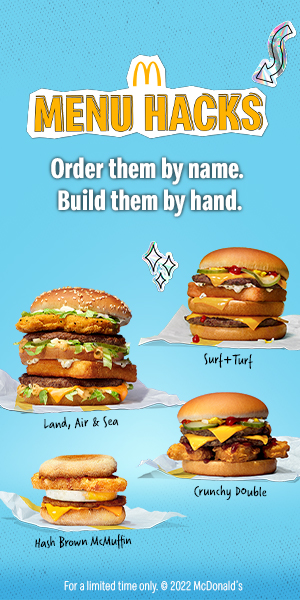 MENU HACKS
Order them by name.
Build them by hand.
Surf+Turf
Land, Air & Sea
Crunchy Double
Hash Brown McMuffin
For a limited time only. © 2022 McDonald's